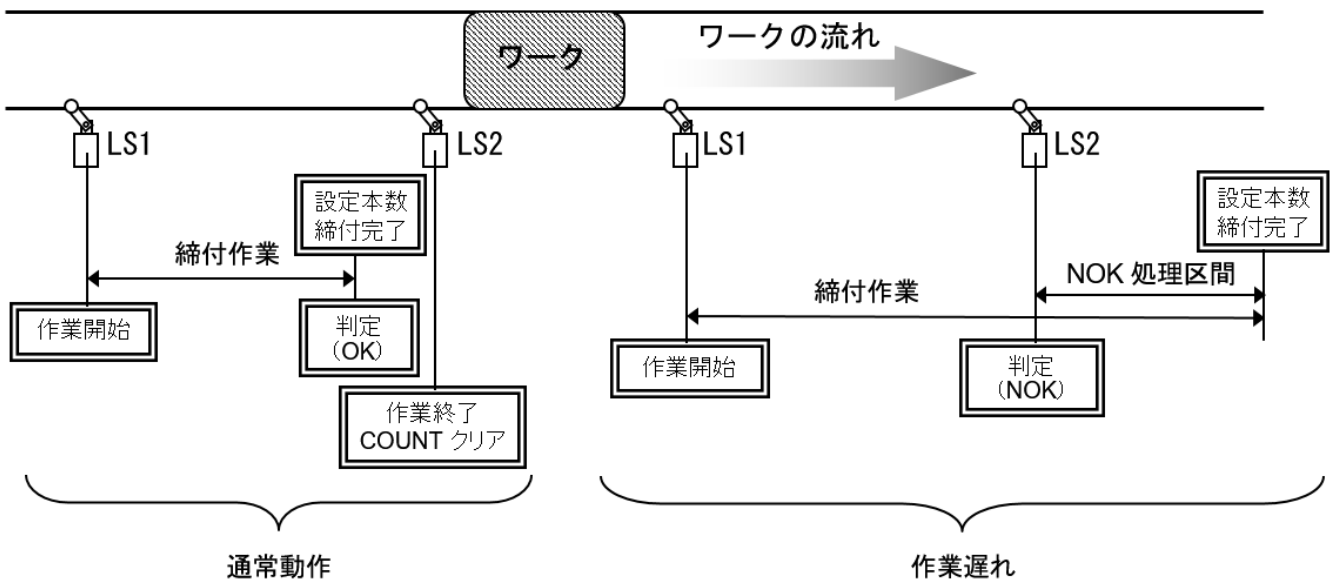 ワーク
ワークの流れ
LS1
LS2
LS1
LS2
設定本数
締付完了
締付作業
作業開始
判定
(OK)
作業終了
COUNT クリア
通常動作
設定本数
締付完了
NOK 処理区間
締付作業
作業開始
判定
(NOK)
作業遅れ